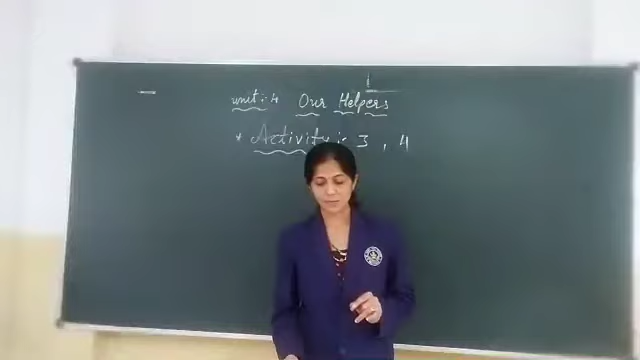 unit :- 4 Our Helpers
* Activity :- 3 , 4